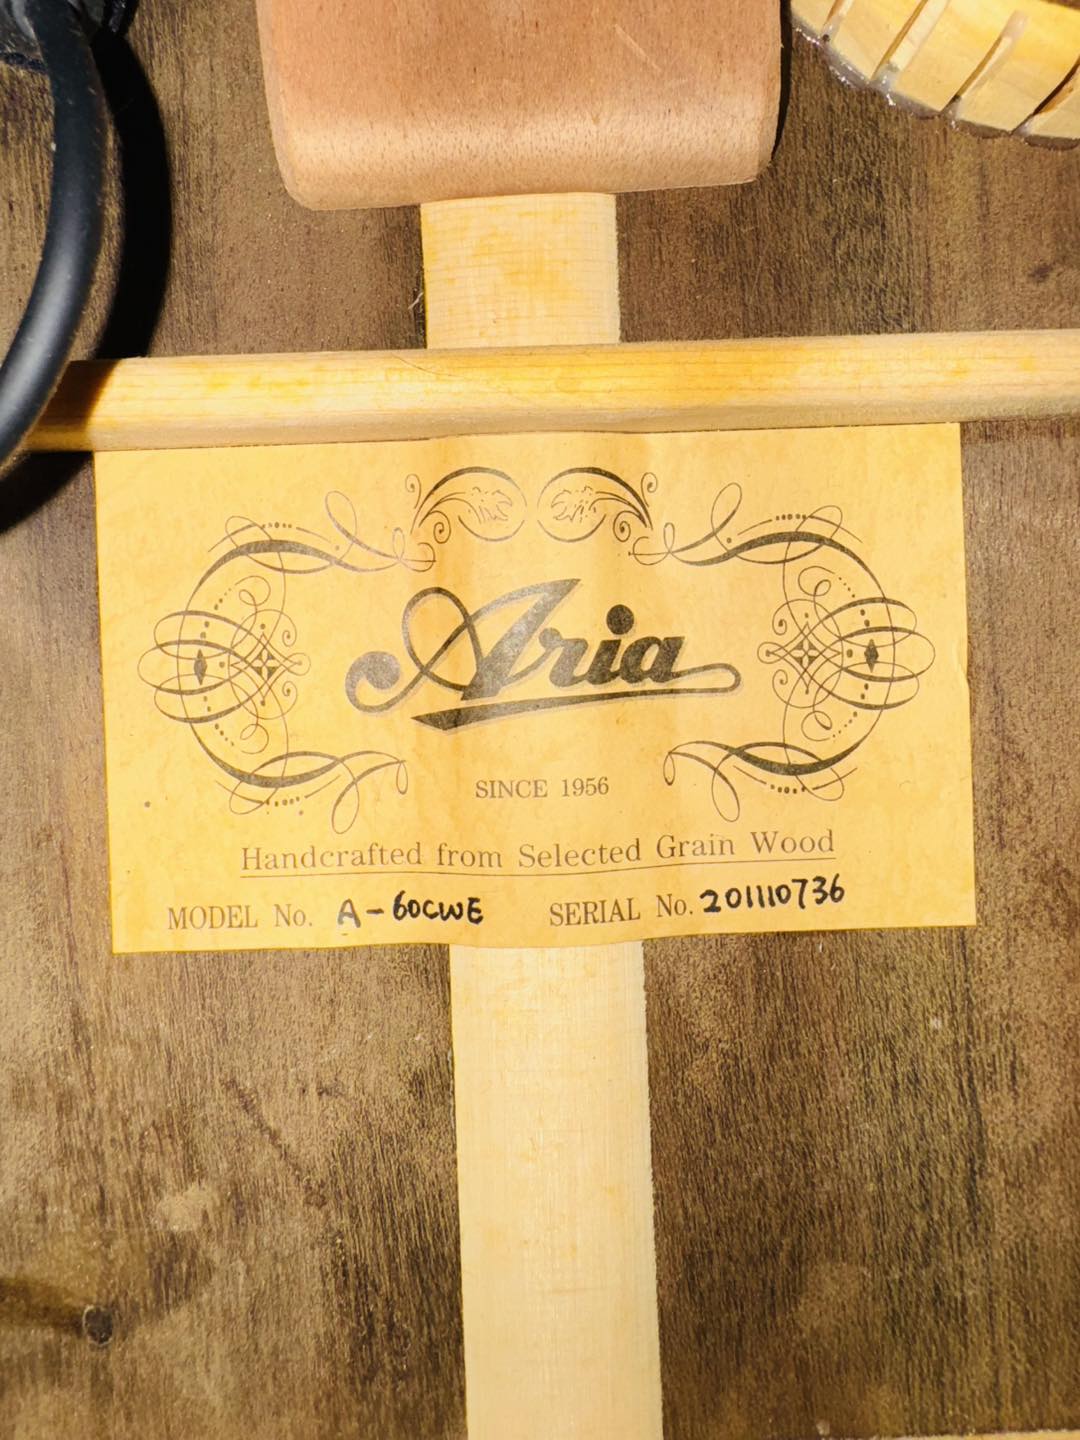 Aria
SINCE 1956
Handcrafted from Selected Grain Wood
MODEL No. A-60CWE SERIAL No. 201110736